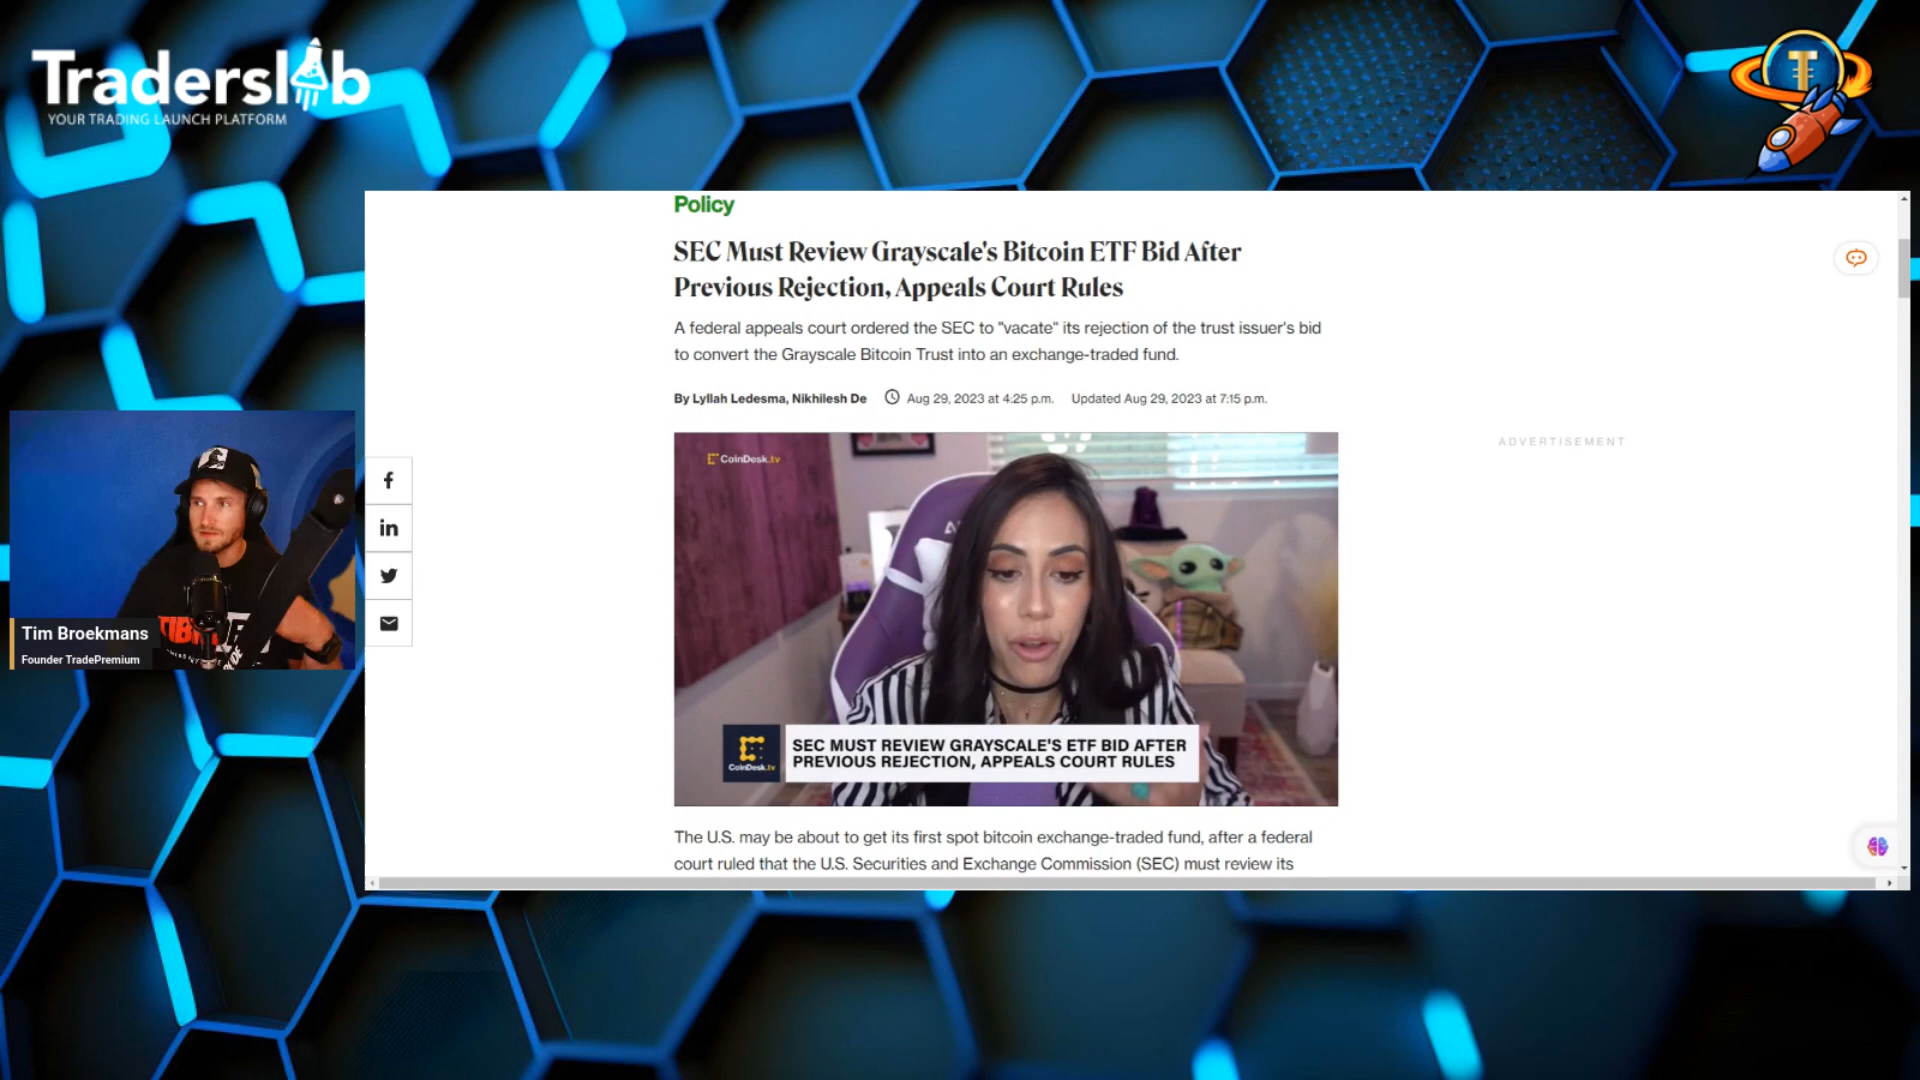 Traderslab
YOUR TRADING LAUNCH PLATFORM
T
Policy
SEC Must Review Grayscale's Bitcoin ETF Bid After
Previous Rejection, Appeals Court Rules
A federal appeals court ordered the SEC to "vacate" its rejection of the trust issuer's bid
to convert the Grayscale Bitcoin Trust into an exchange-traded fund.
By Lyllah Ledesma, Nikhilesh De Aug 29, 2023 at 4:25 p.m. Updated Aug 29, 2023 at 7:15 p.m.
ADVERTISEMENT
CoinDesk.tv
Tim Broekmans
Founder TradePremium
CoinDesk.tv
SEC MUST REVIEW GRAYSCALE'S ETF BID AFTER
PREVIOUS REJECTION, APPEALS COURT RULES
The U.S. may be about to get its first spot bitcoin exchange-traded fund, after a federal
court ruled that the U.S. Securities and Exchange Commission (SEC) must review its